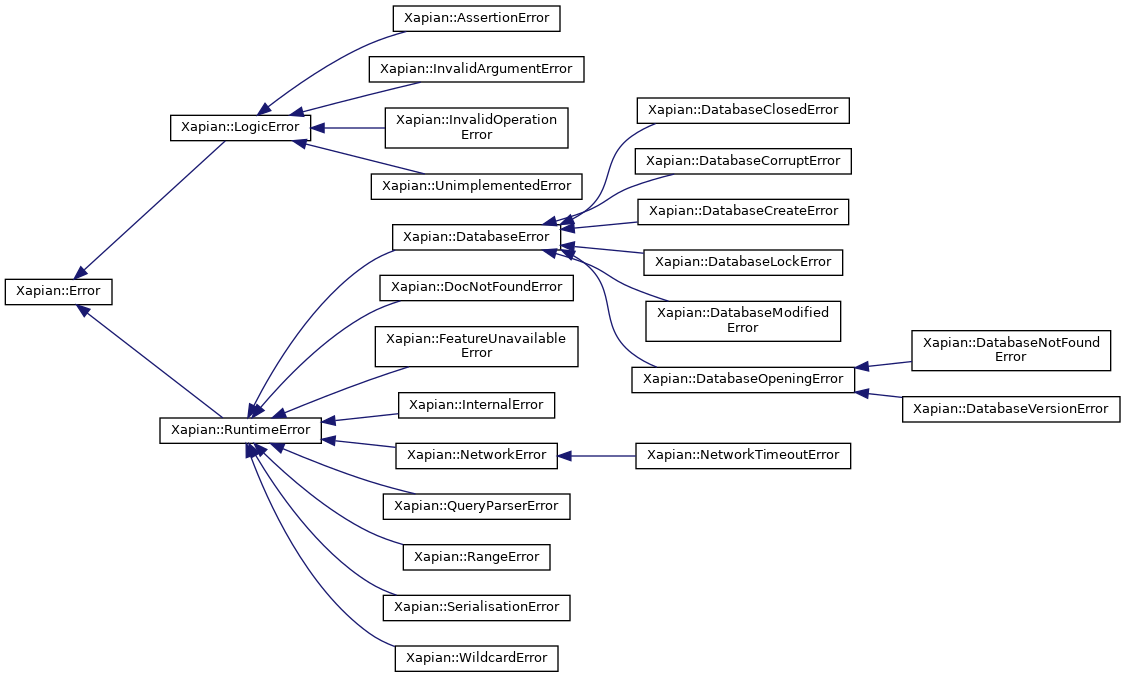 Xapian::AssertionError
Xapian::InvalidArgumentError
Xapian::LogicError
Xapian::InvalidOperation
Error
Xapian::UnimplementedError
Xapian::DatabaseClosedError
Xapian::DatabaseCorruptError
Xapian::DatabaseCreateError
Xapian::DatabaseError
Xapian::DatabaseLockError
Xapian::Error
Xapian::DocNotFoundError
Xapian::DatabaseModified
Error
Xapian::FeatureUnavailable
Error
Xapian::DatabaseNotFound
Error
Xapian::DatabaseOpeningError
Xapian::InternalError
Xapian::DatabaseVersionError
Xapian::RuntimeError
Xapian::NetworkError
Xapian::NetworkTimeoutError
Xapian::QueryParserError
Xapian::RangeError
Xapian::SerialisationError
Xapian::WildcardError